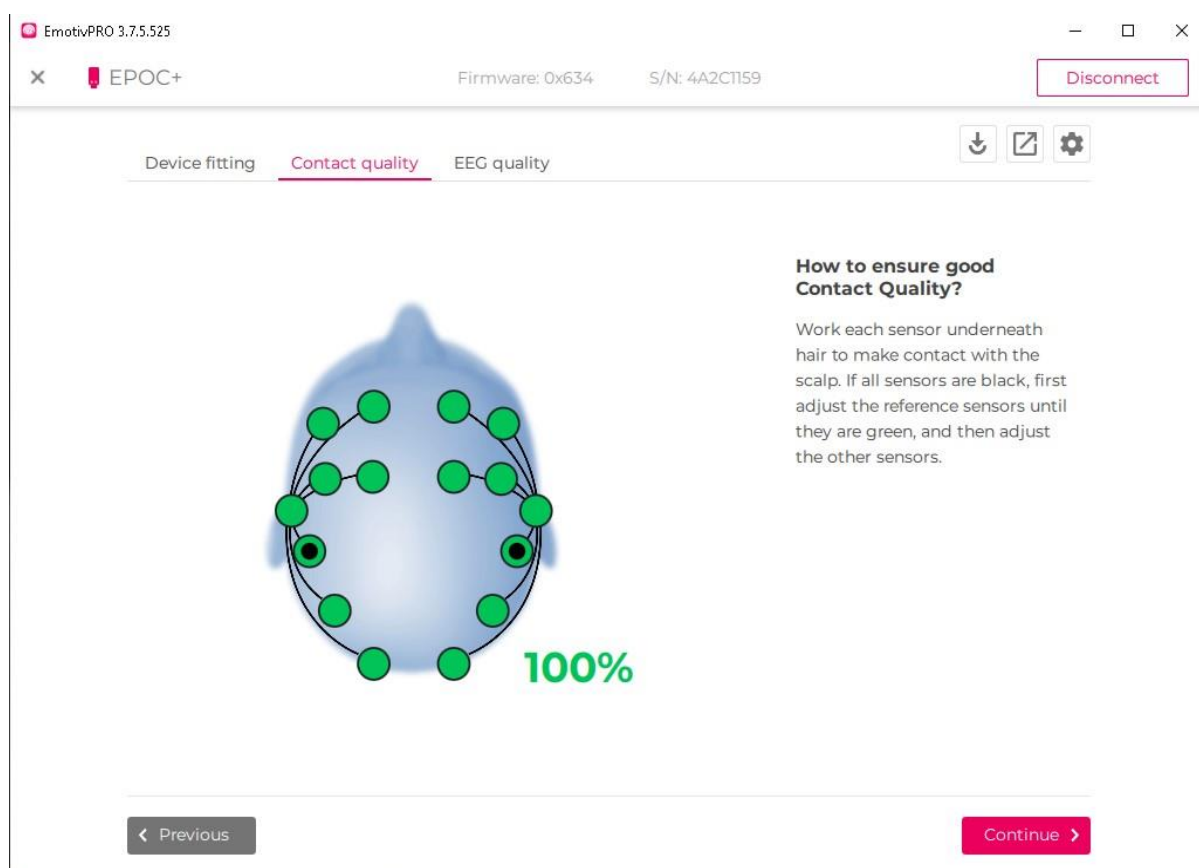 EmotivPRO 3.7.5.525
EPOC+ Firmware: 0x634 S/N: 4A2C1159 Disconnect
Device fitting Contact quality EEG quality
How to ensure good
Contact Quality?
Work each sensor underneath
hair to make contact with the
scalp. If all sensors are black, first
adjust the reference sensors until
they are green, and then adjust
the other sensors.
100%
Previous Continue